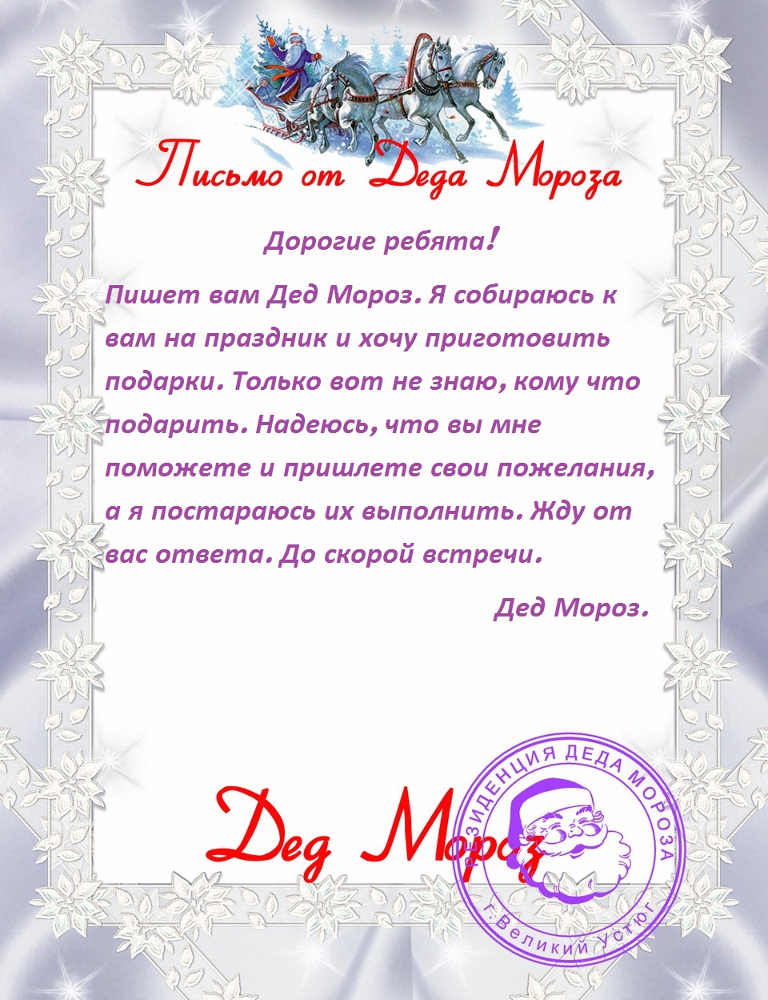 Письмо от Деда Мороза
Дорогие ребята!
Пишет вам Дед Мороз. Я собираюсь к
вам на праздник и хочу приготовить
подарки. Только вот не знаю, кому что
подарить. Надеюсь, что вы мне
поможете и пришлете свои пожелания,
а я постараюсь их выполнить. Жду от
вас ответа. До скорой встречи.
Дед Мороз.
Дед Мороз
РЕЗИДЕНЦИЯ ДЕДА МОРОЗА
г. Великий Устюг